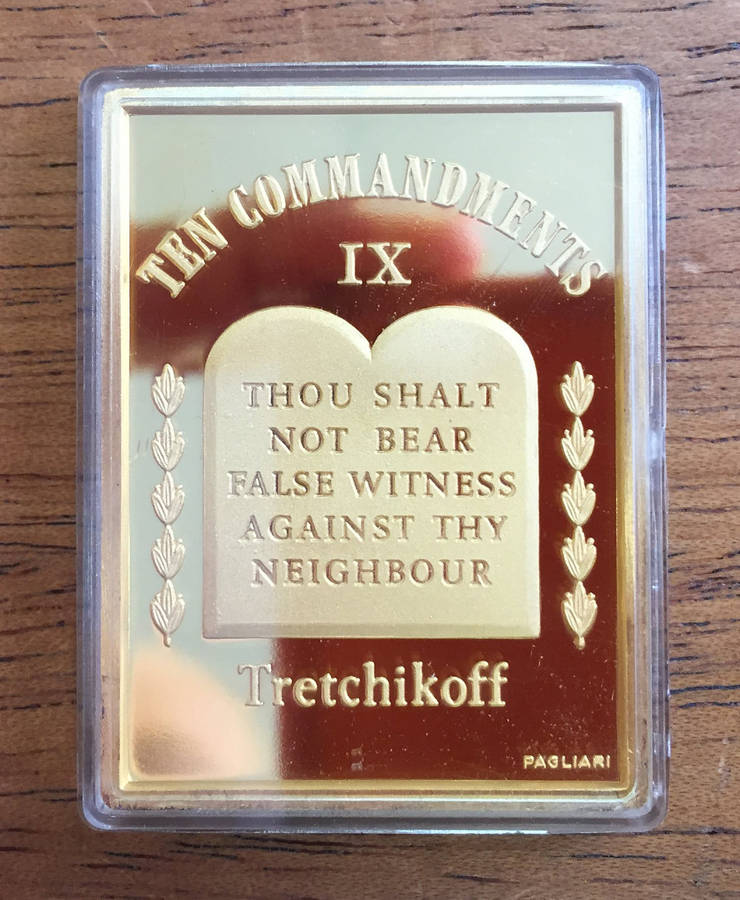 TEN COMMANDMENTS
IX
THOU SHALT
NOT BEAR
FALSE WITNESS
AGAINST THY
NEIGHBOUR
Tretchikoff
PAGLIARI